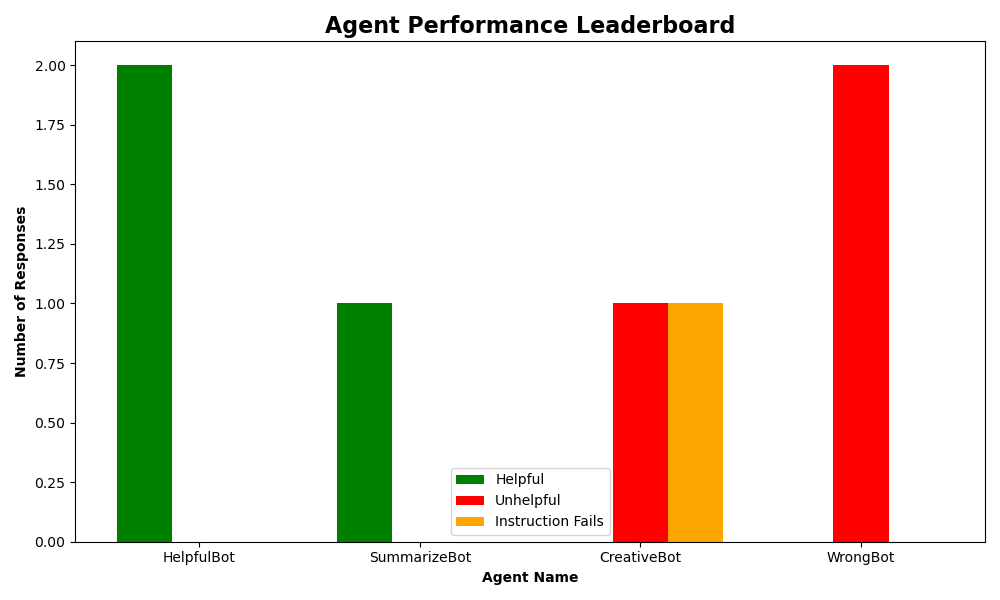 Agent Performance Leaderboard
2.00
1.75
1.50
1.25
1.00
0.75
0.50
0.25
0.00
Number of Responses
Helpful
Unhelpful
Instruction Fails
HelpfulBot
SummarizeBot
CreativeBot
WrongBot
Agent Name